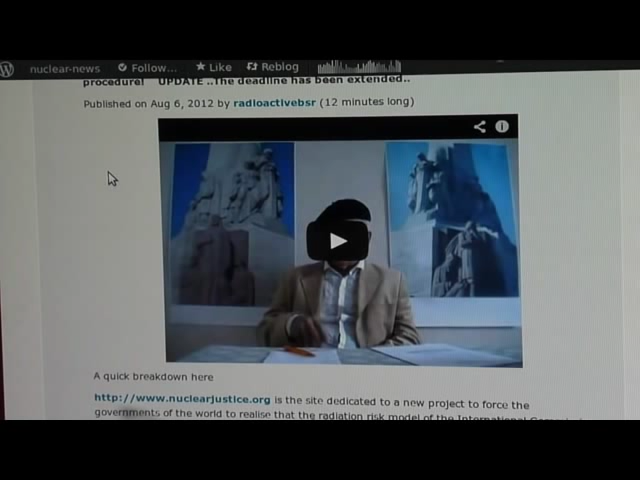 nuclear-news Follow... Like Reblog
procedure! UPDATE ..The deadline has been extended..
Published on Aug 6, 2012 by radioactivebsr (12 minutes long)
A quick breakdown here
http://www.nuclearjustice.org is the site dedicated to a new project to force the
governments of the world to realise that the radiation risk model of the International